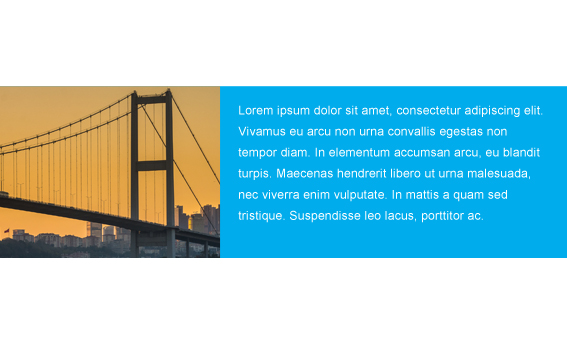 Lorem ipsum dolor sit amet, consectetur adipiscing elit.
Vivamus eu arcu non urna convallis egestas non
tempor diam. In elementum accumsan arcu, eu blandit
turpis. Maecenas hendrerit libero ut urna malesuada,
nec viverra enim vulputate. In mattis a quam sed
tristique. Suspendisse leo lacus, porttitor ac.